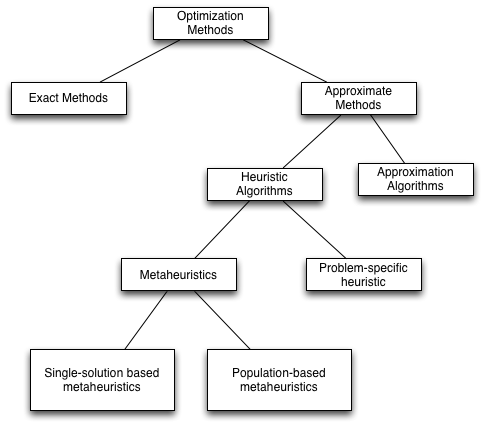 Optimization
Methods
Exact Methods
Approximate
Methods
Heuristic
Algorithms
Approximation
Algorithms
Metaheuristics
Problem-specific
heuristic
Single-solution based
metaheuristics
Population-based
metaheuristics